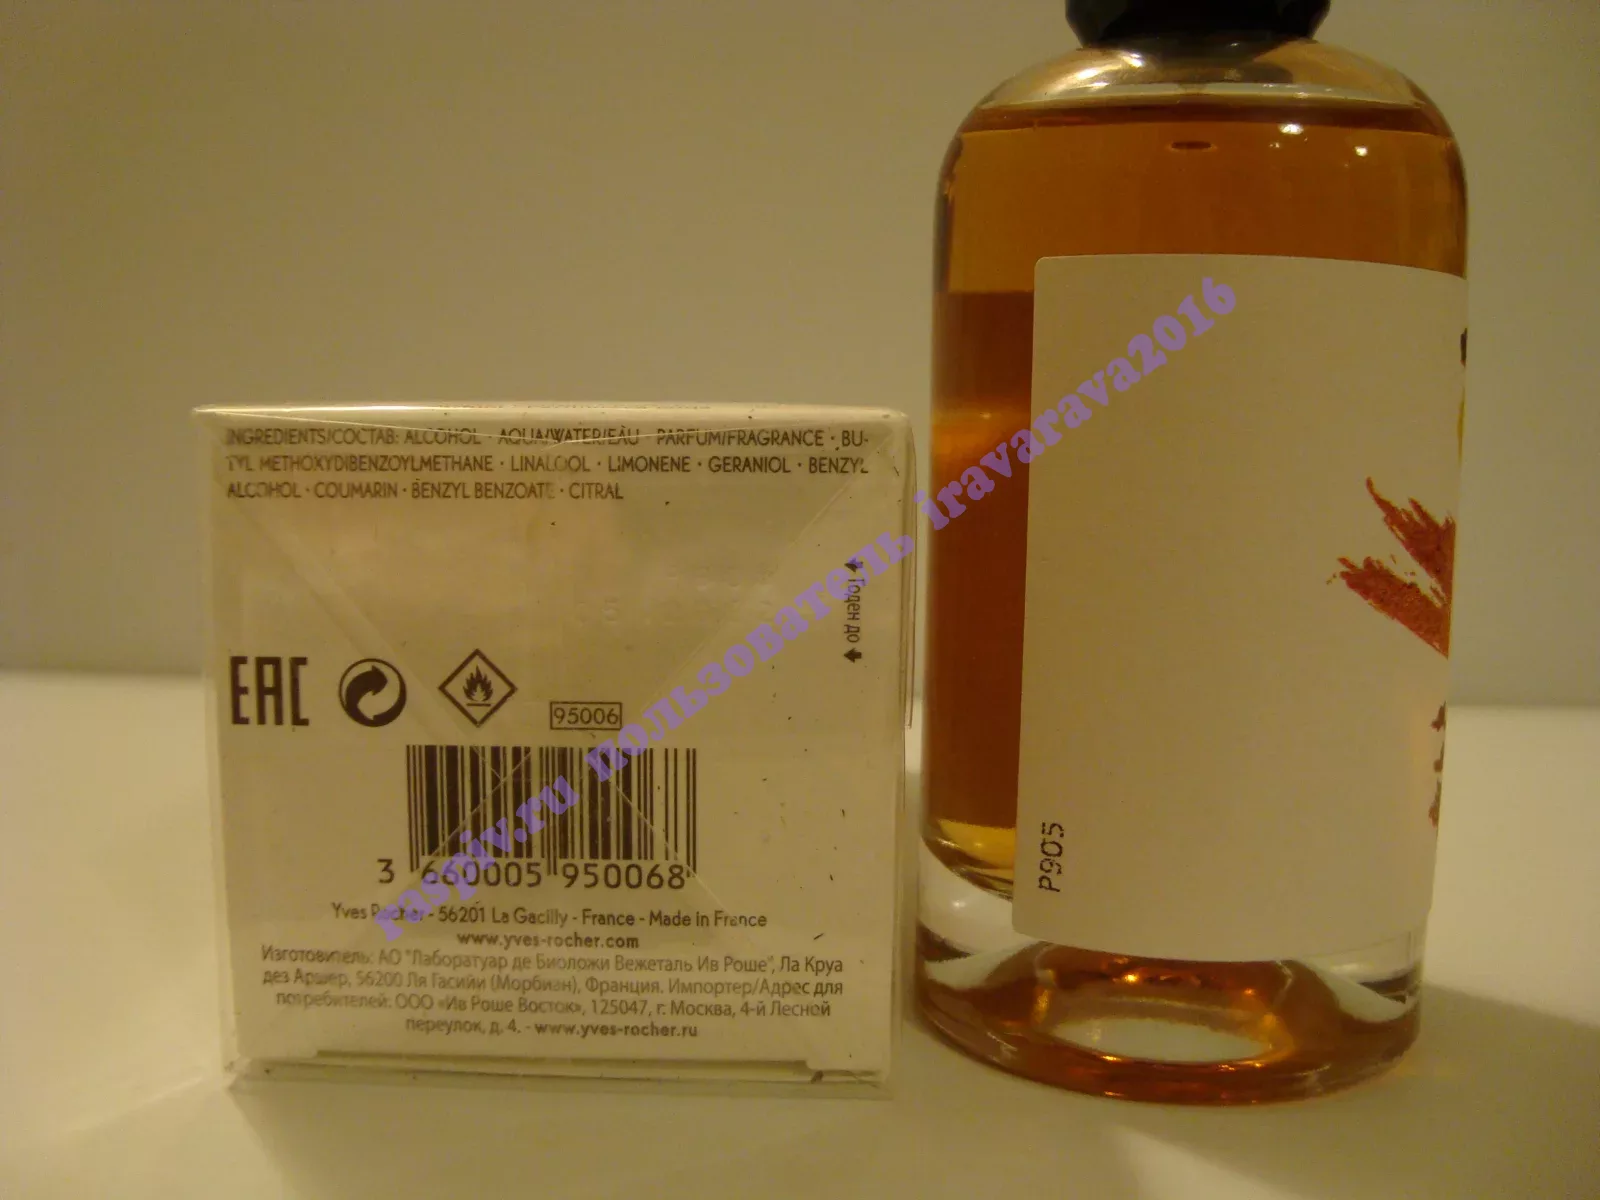 INGREDIENTS/СОСТАВ: ALCOHOL · AQUA/WATER/EAU · PARFUM/FRAGRANCE · BU-
TYL METHOXYDIBENZOYLMETHANE · LINALOOL · LIMONENE · GERANIOL · BENZYL
ALCOHOL · COUMARIN · BENZYL BENZOATE · CITRAL
Годен до
EAC
95006
3 660005 950068
Yves Rocher - 56201 La Gacilly - France - Made in France
www.yves-rocher.com
Изготовитель: АО "Лаборатуар де Биоложи Вежеталь Ив Роше", Ла Круа
дез Аршер, 56200 Ля Гасийи (Морбиан), Франция. Импортер/Адрес для
потребителей: ООО «Ив Роше Восток», 125047, г. Москва, 4-й Лесной
переулок, д. 4. - www.yves-rocher.ru
P905
raspiv.ru пользователь iravarava2016